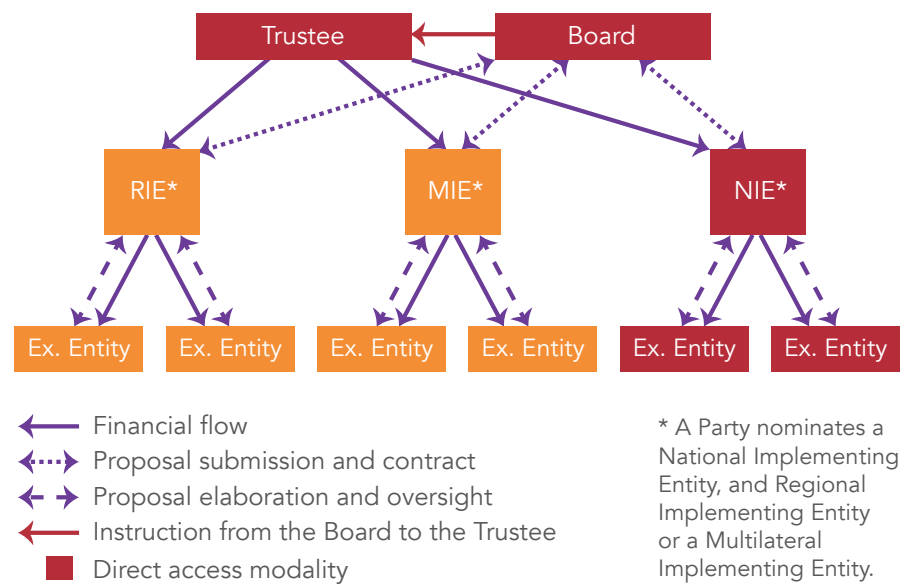 Trustee
Board
RIE*
MIE*
NIE*
Ex. Entity
Ex. Entity
Ex. Entity
Ex. Entity
Ex. Entity
Ex. Entity
Financial flow
Proposal submission and contract
Proposal elaboration and oversight
Instruction from the Board to the Trustee
Direct access modality
* A Party nominates a
National Implementing
Entity, and Regional
Implementing Entity
or a Multilateral
Implementing Entity.